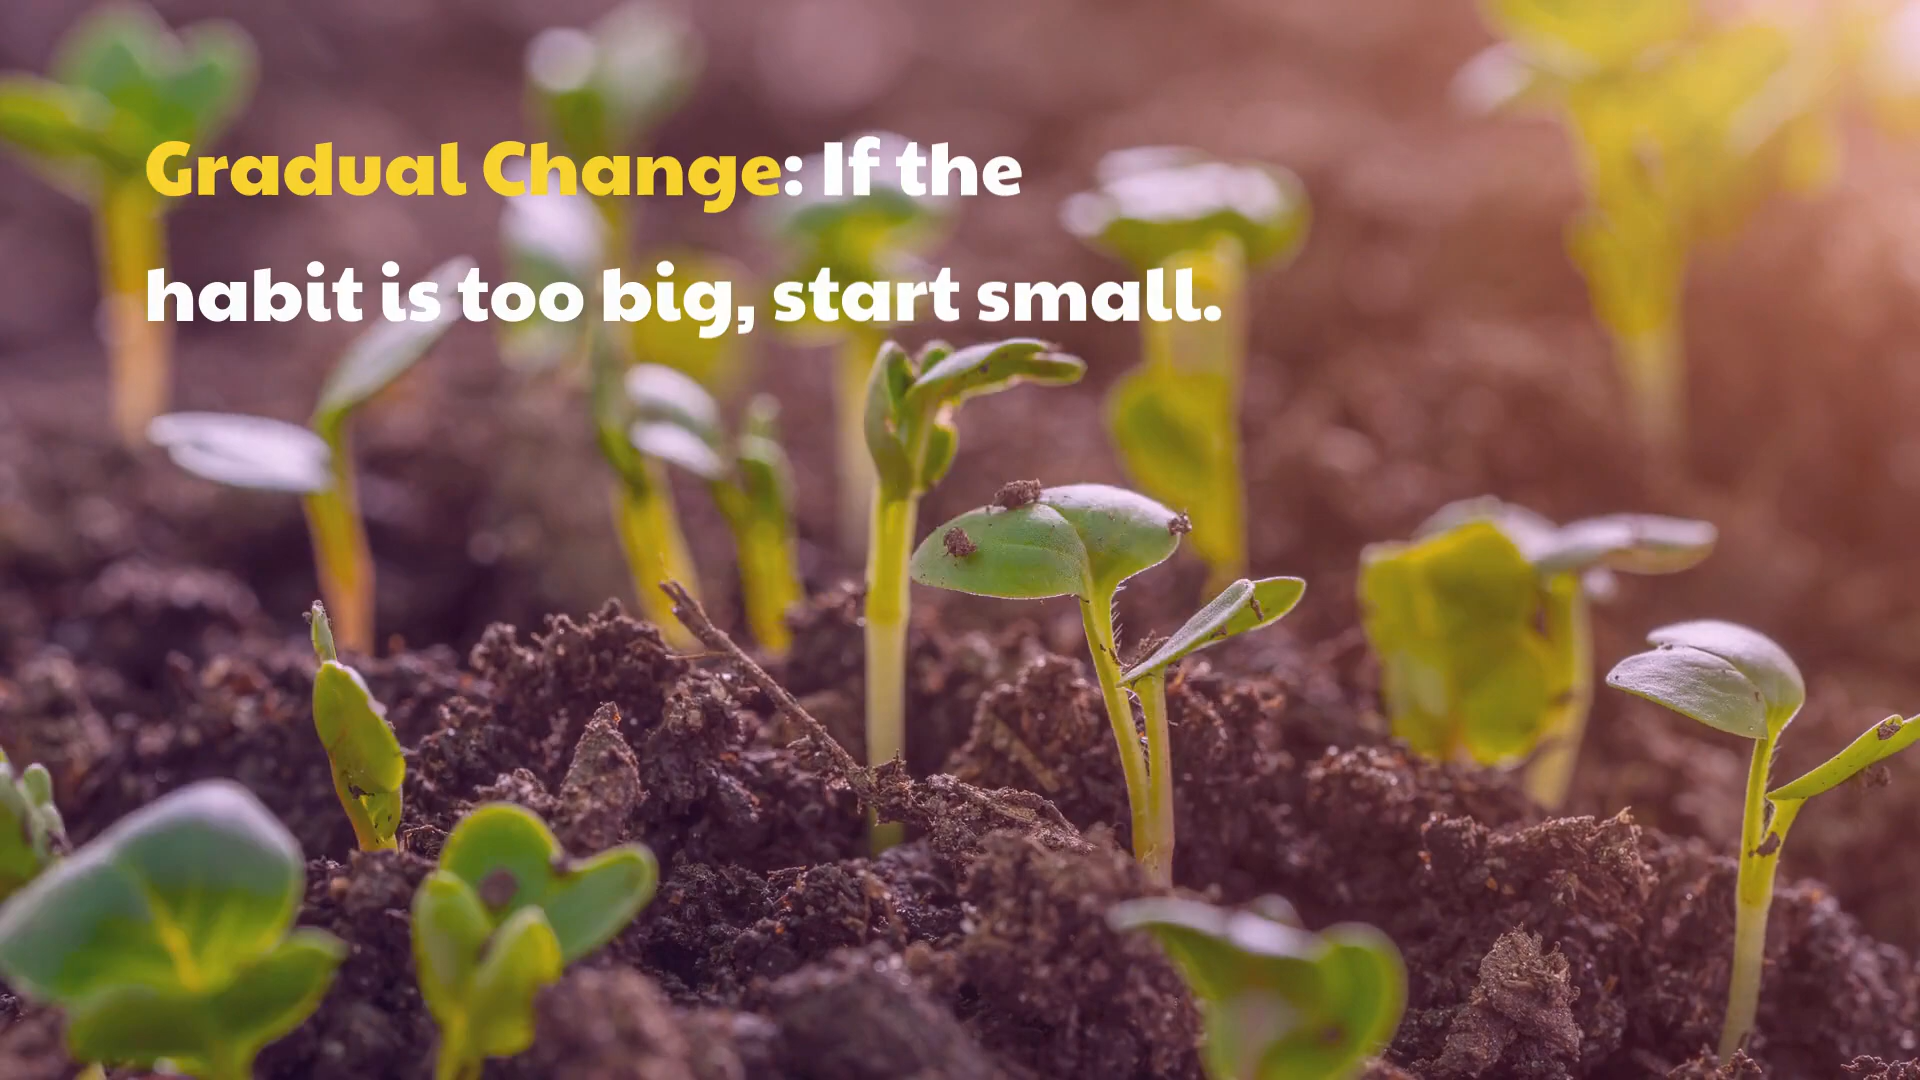 Gradual Change: If the
habit is too big, start small.